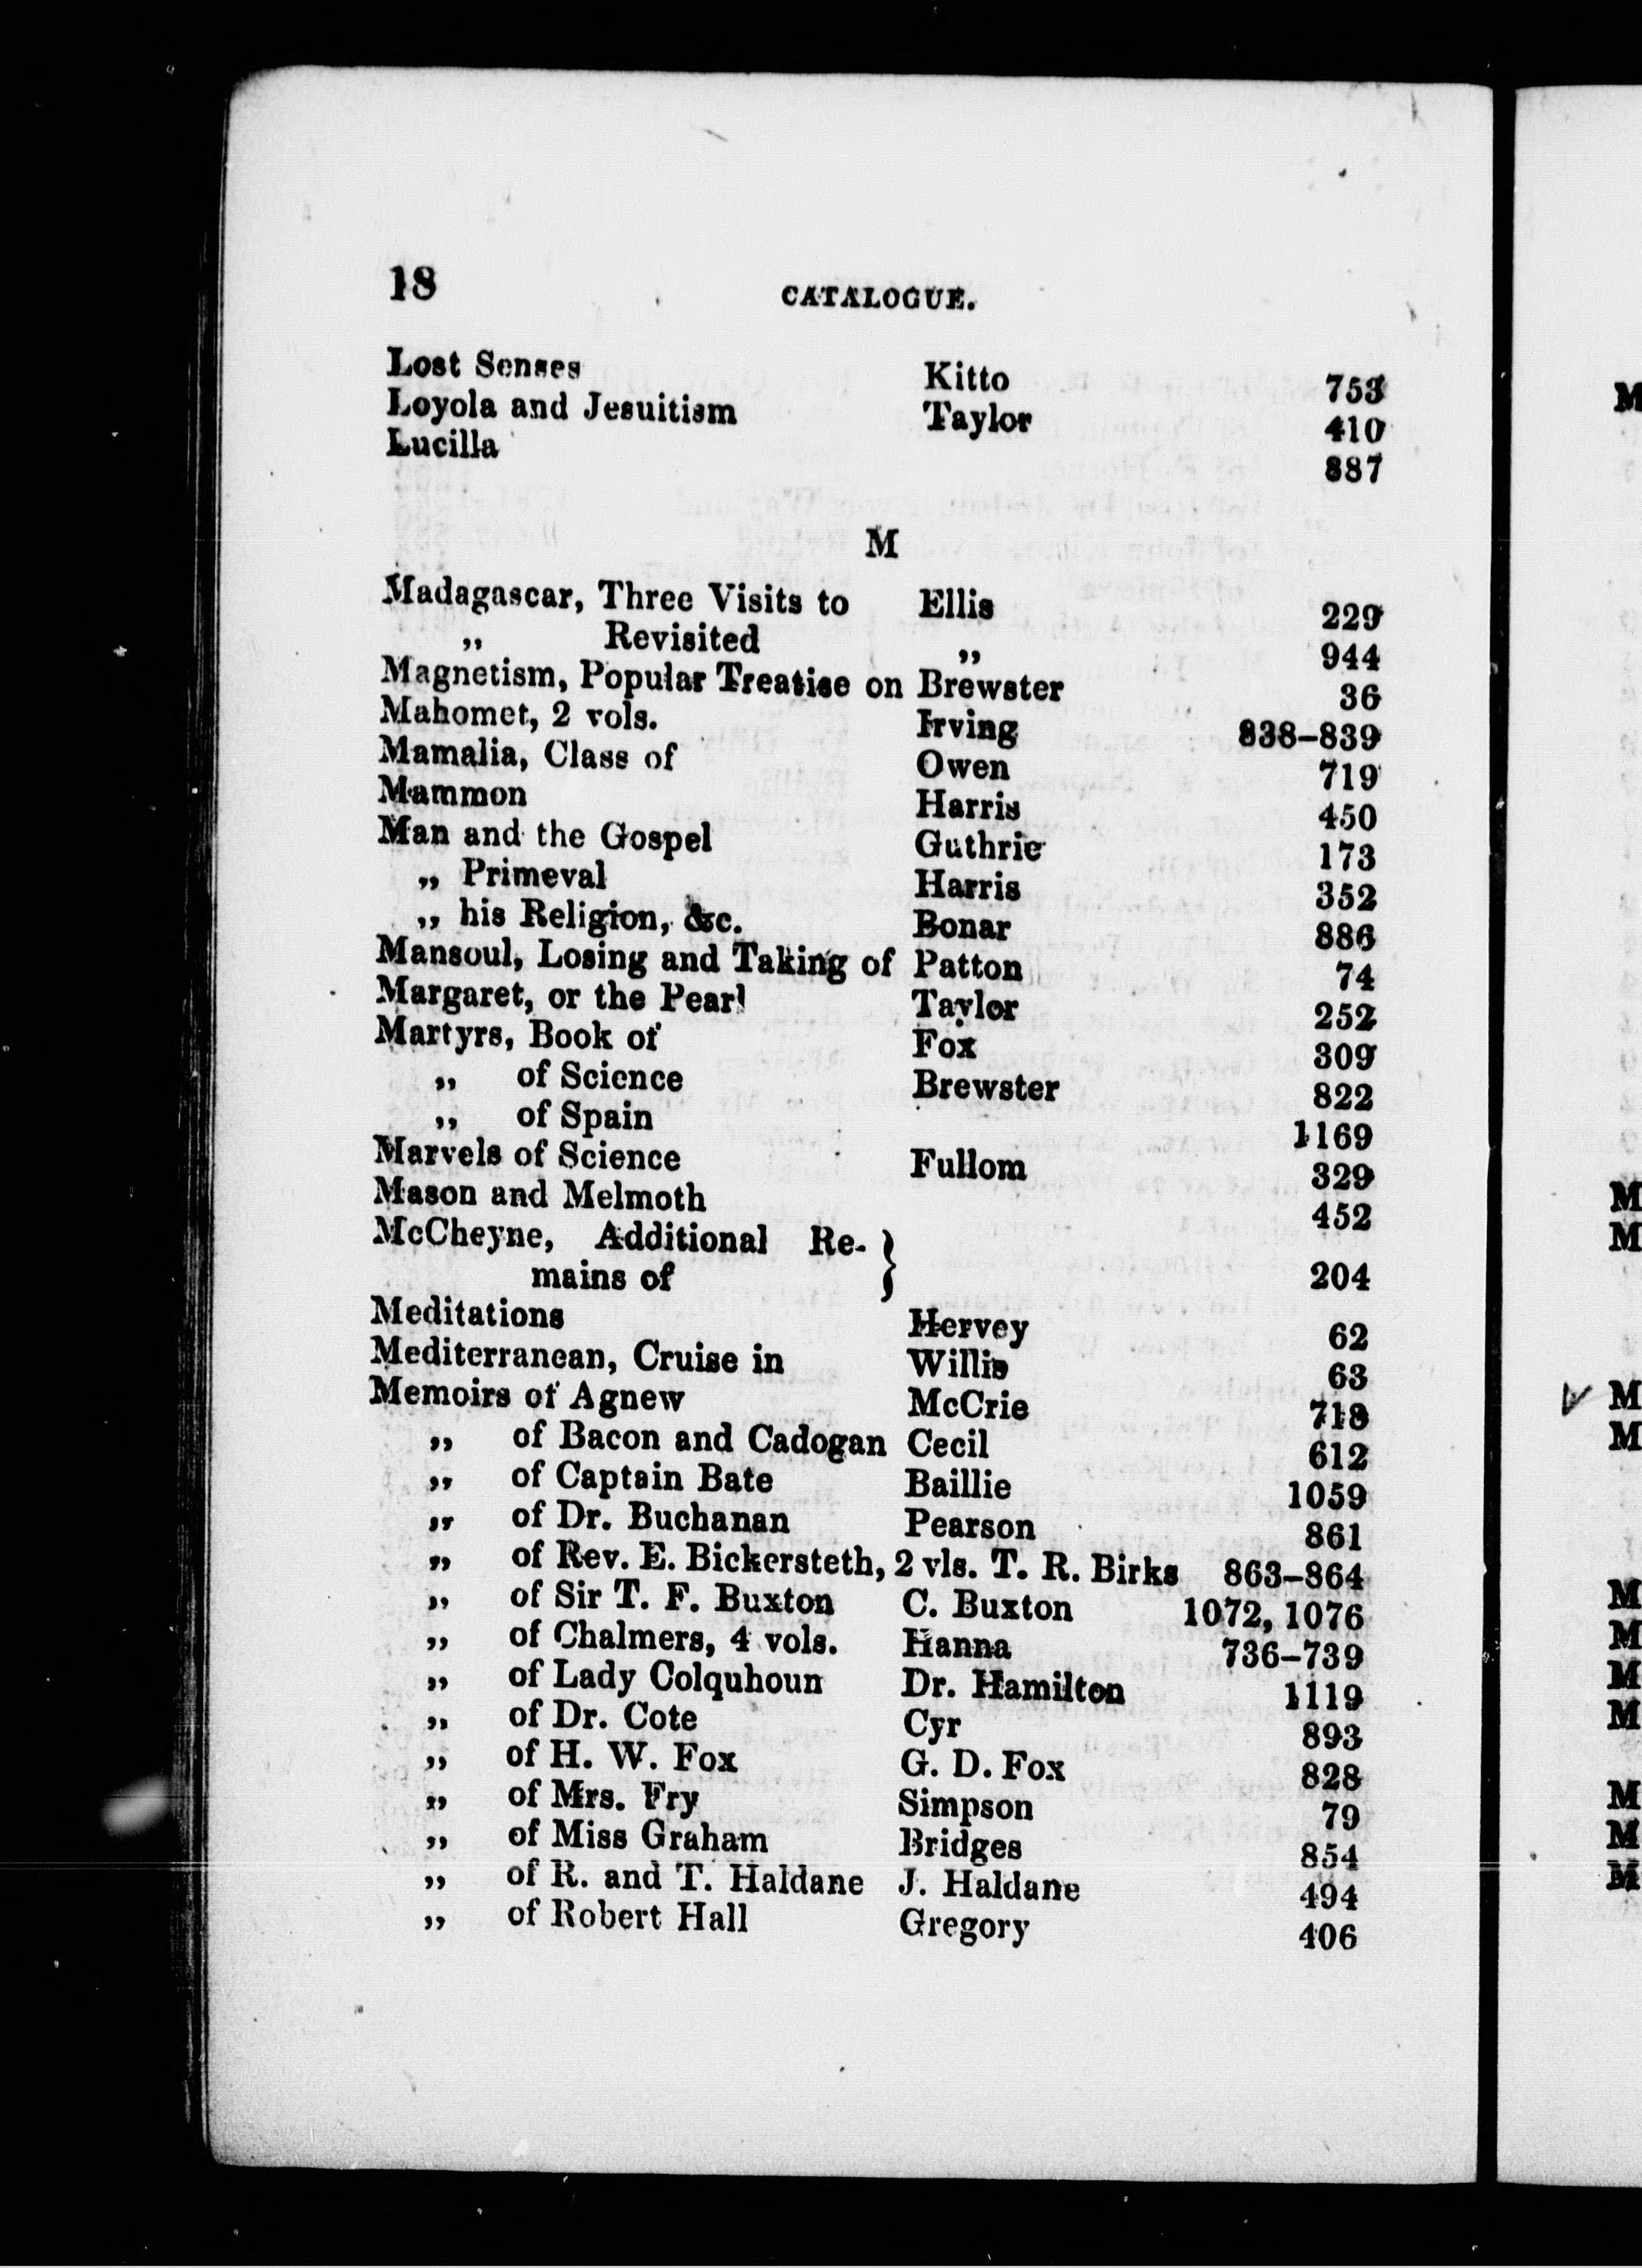 18
CATALOGUE.
Lost Senses Kitto 753
Loyola and Jesuitism Taylor 410
Lucilla 887
M
Madagascar, Three Visits to Ellis 229
„ Revisited „ 944
Magnetism, Popular Treatise on Brewster 36
Mahomet, 2 vols. Irving 838-839
Mamalia, Class of Owen 719
Mammon Harris 450
Man and the Gospel Guthrie 173
„ Primeval Harris 352
„ his Religion, &c. Bonar 886
Mansoul, Losing and Taking of Patton 74
Margaret, or the Pearl Taylor 252
Martyrs, Book of Fox 309
„ of Science Brewster 822
„ of Spain 1169
Marvels of Science Fullom 329
Mason and Melmoth 452
McCheyne, Additional Re- }
mains of 204
Meditations Hervey 62
Mediterranean, Cruise in Willis 63
Memoirs of Agnew McCrie 718
„ of Bacon and Cadogan Cecil 612
„ of Captain Bate Baillie 1059
„ of Dr. Buchanan Pearson 861
„ of Rev. E. Bickersteth, 2 vls. T. R. Birks 863-864
„ of Sir T. F. Buxton C. Buxton 1072, 1076
„ of Chalmers, 4 vols. Hanna 736-739
„ of Lady Colquhoun Dr. Hamilton 1119
„ of Dr. Cote Cyr 893
„ of H. W. Fox G. D. Fox 828
„ of Mrs. Fry Simpson 79
„ of Miss Graham Bridges 854
„ of R. and T. Haldane J. Haldane 494
„ of Robert Hall Gregory 406
M
M
M
M
M
M
M
M
M
M
M
M